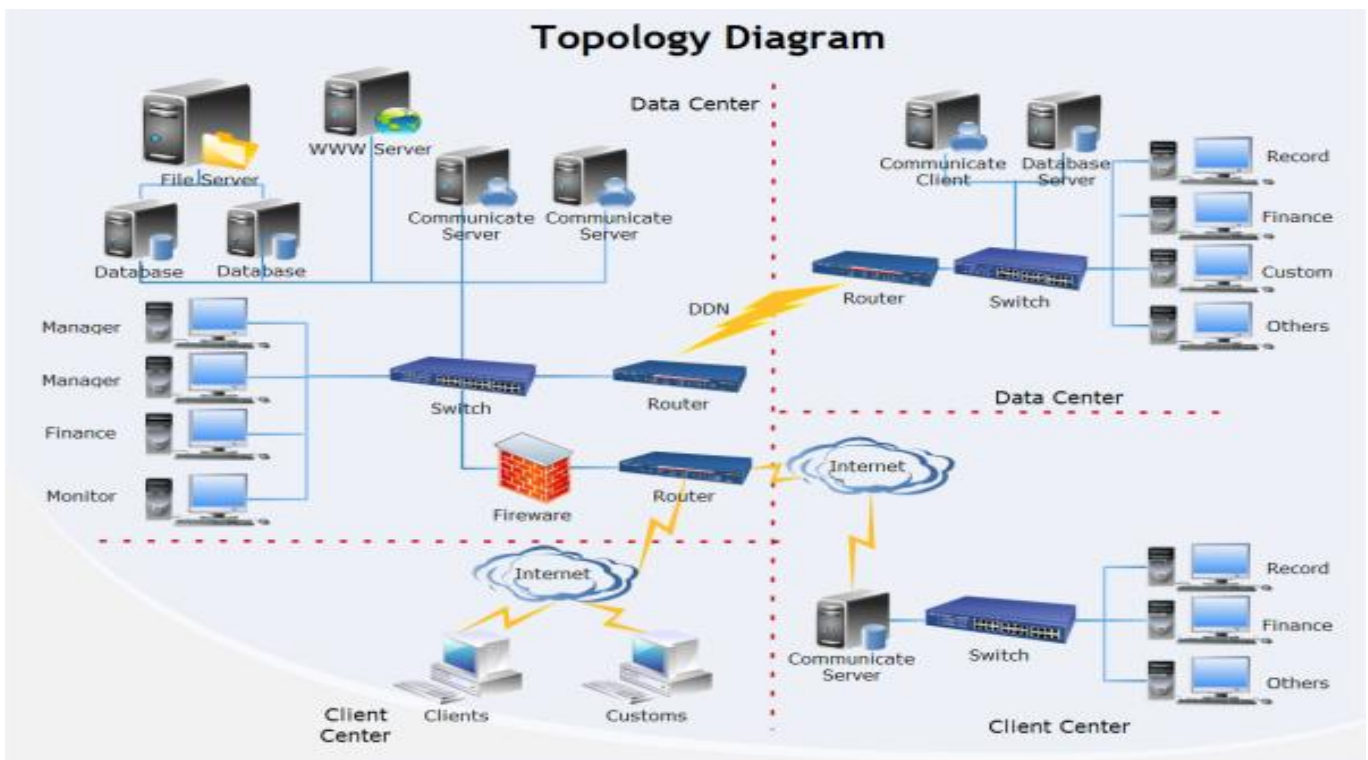 Topology Diagram
Data Center
WWW Server
File Server
Communicate
Server
Communicate
Server
Database
Database
Manager
Manager
Finance
Monitor
Switch
Router
DDN
Fireware
Router
Communicate
Client
Database
Server
Record
Finance
Custom
Others
Router
Switch
Data Center
Internet
Internet
Clients
Customs
Client
Center
Communicate
Server
Switch
Record
Finance
Others
Client Center